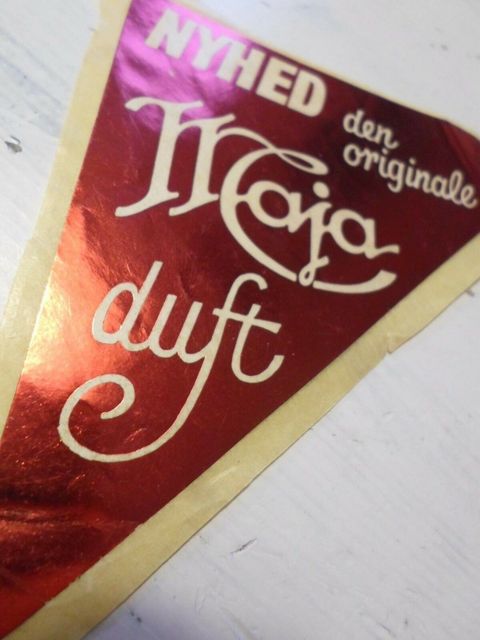 NYHED
den
originale
Maja
duft